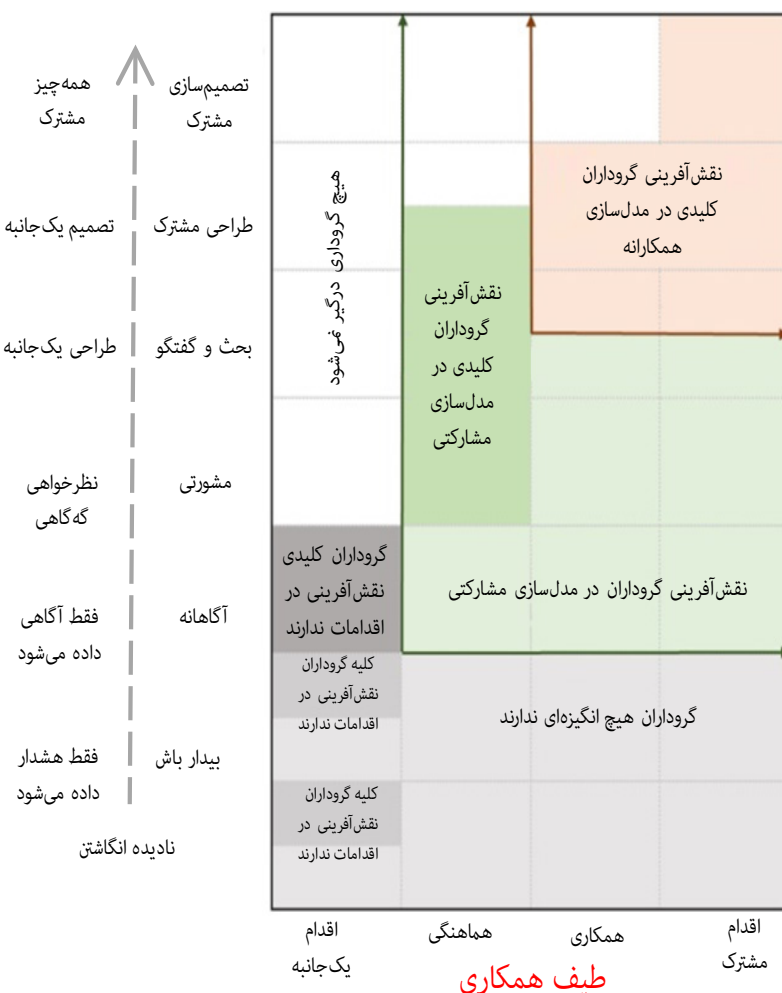 تصمیم‌سازی
مشترک
همه‌چیز
مشترک
طراحی مشترک
تصمیم یک‌جانبه
بحث و گفتگو
طراحی یک‌جانبه
مشورتی
نظرخواهی
گه‌گاهی
آگاهانه
فقط آگاهی
داده می‌شود
بیدار باش
فقط هشدار
داده می‌شود
نادیده انگاشتن
نقش‌آفرینی گروداران
کلیدی در مدل‌سازی
همکارانه
نقش‌آفرینی
گروداران
کلیدی در
مدل‌سازی
مشارکتی
هیچ گروداری درگیر نمی‌شود
نقش‌آفرینی گروداران در مدل‌سازی مشارکتی
گروداران کلیدی
نقش‌آفرینی در
اقدامات ندارند
کلیه گروداران
نقش‌آفرینی در
اقدامات ندارند
گروداران هیچ انگیزه‌ای ندارند
کلیه گروداران
نقش‌آفرینی در
اقدامات ندارند
اقدام
مشترک
همکاری
هماهنگی
اقدام
یک‌جانبه
طیف همکاری